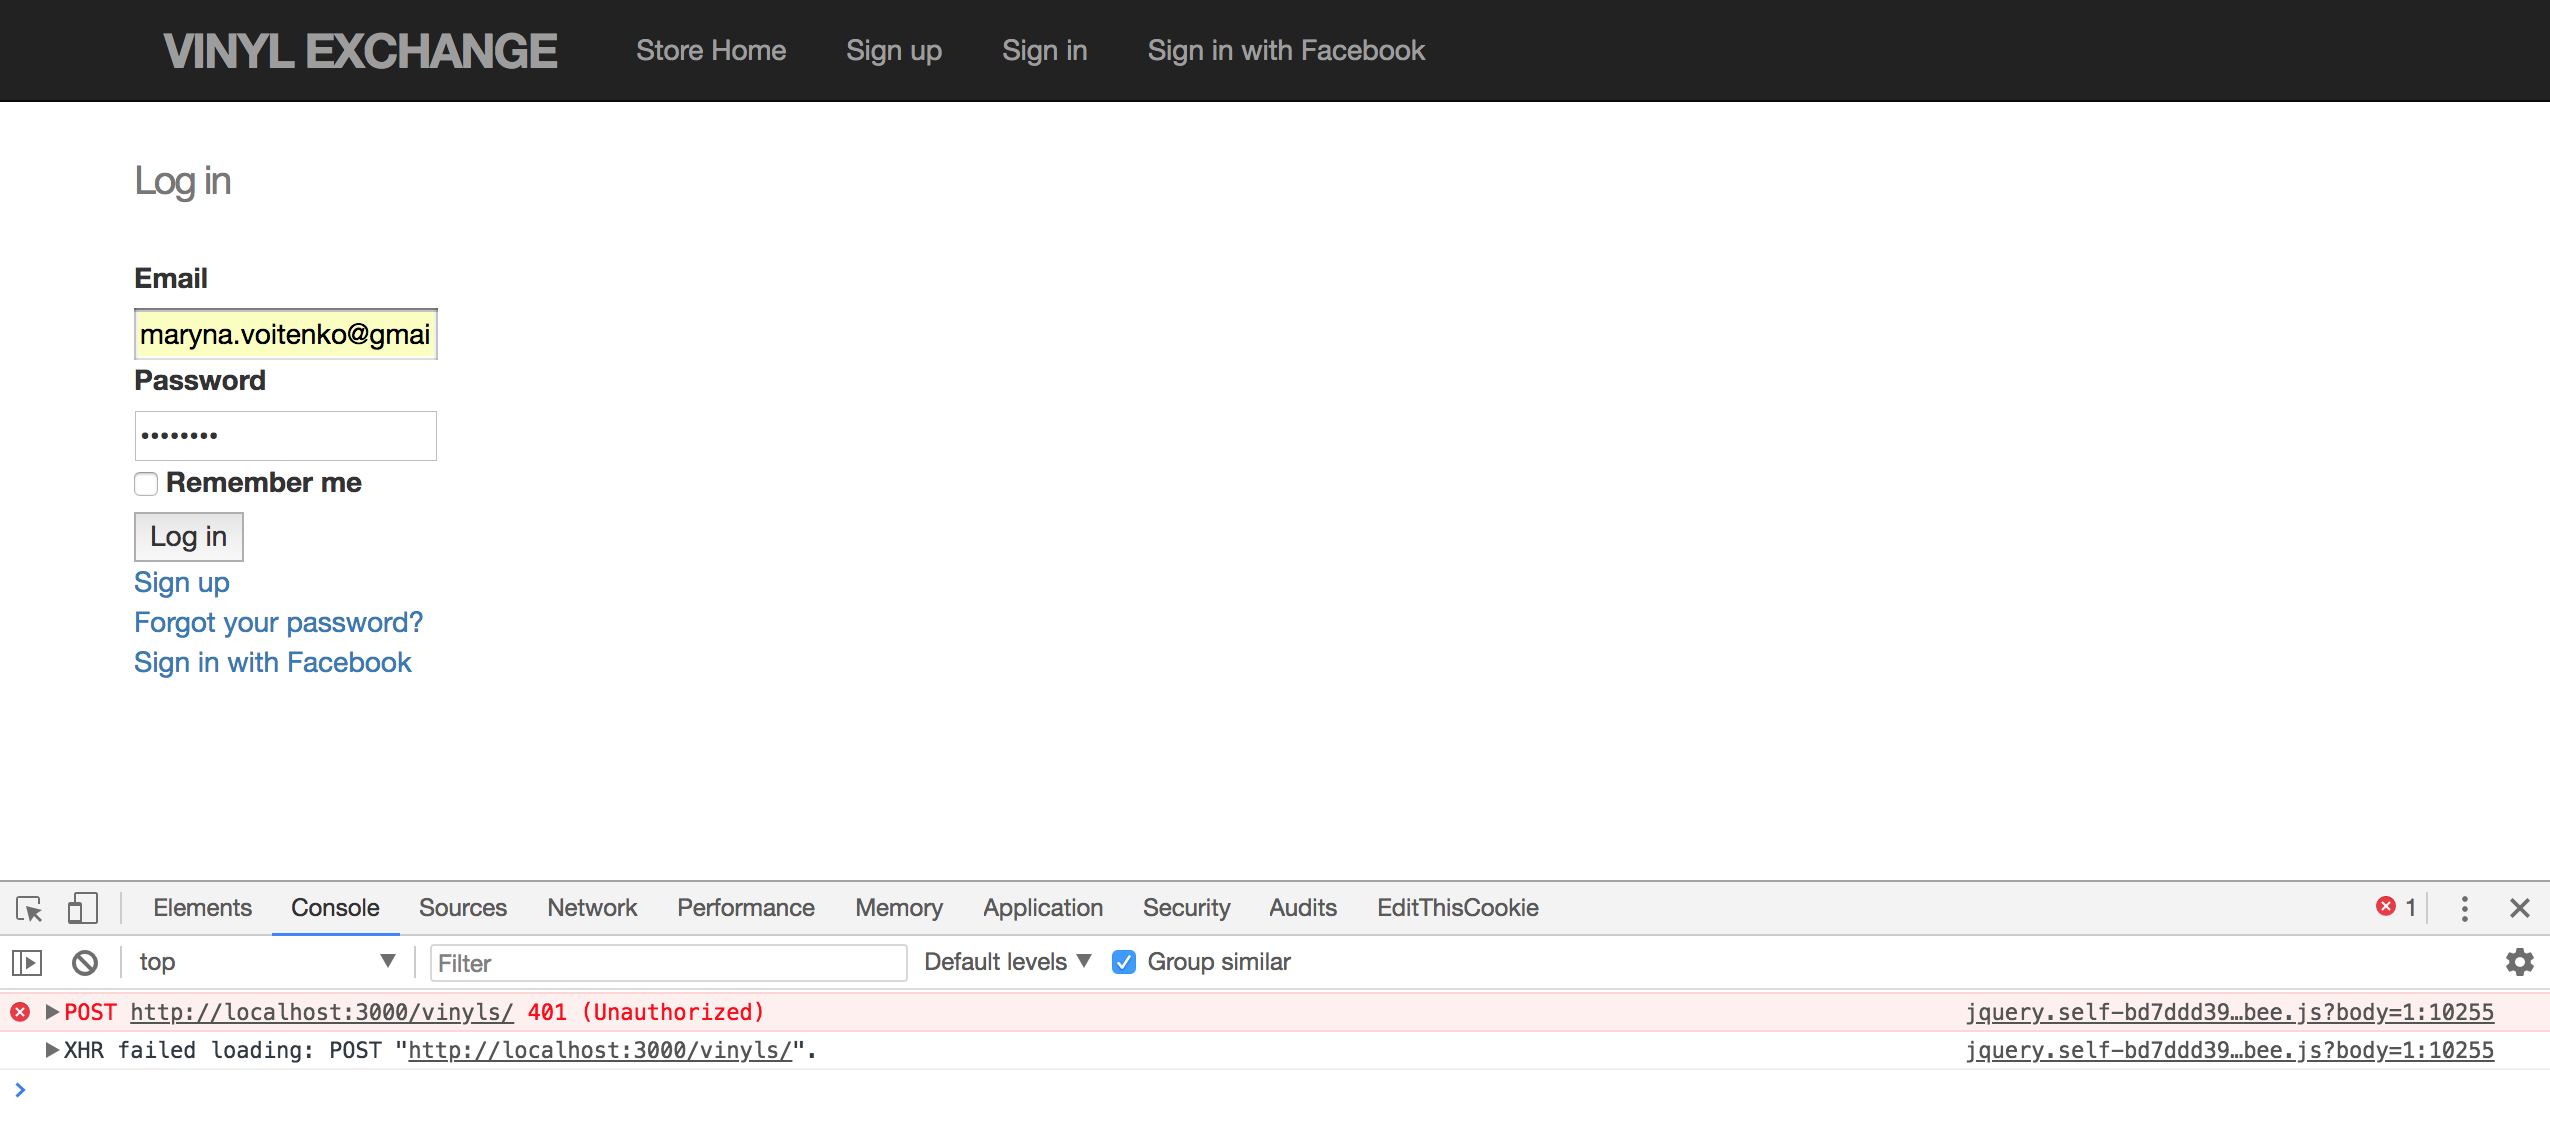 VINYL EXCHANGE Store Home Sign up Sign in Sign in with Facebook
Log in
Email
maryna.voitenko@gmai
Password
••••••••
Remember me
Log in
Sign up
Forgot your password?
Sign in with Facebook
Elements Console Sources Network Performance Memory Application Security Audits EditThisCookie 1
top Filter Default levels Group similar
POST http://localhost:3000/vinyls/ 401 (Unauthorized) jquery.self-bd7ddd39…bee.js?body=1:10255
XHR failed loading: POST "http://localhost:3000/vinyls/". jquery.self-bd7ddd39…bee.js?body=1:10255